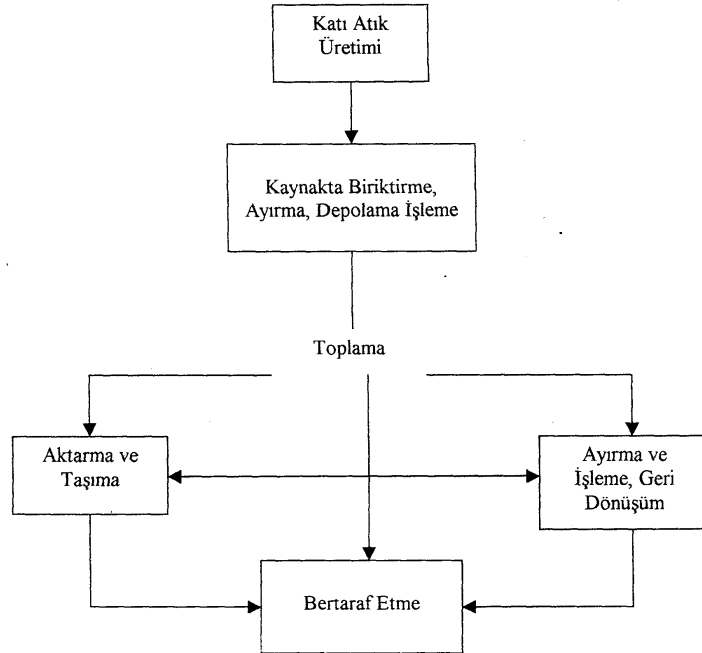 Katı Atık
Üretimi
Kaynakta Biriktirme,
Ayırma, Depolama İşleme
Toplama
Aktarma ve
Taşıma
Ayırma ve
İşleme, Geri
Dönüşüm
Bertaraf Etme